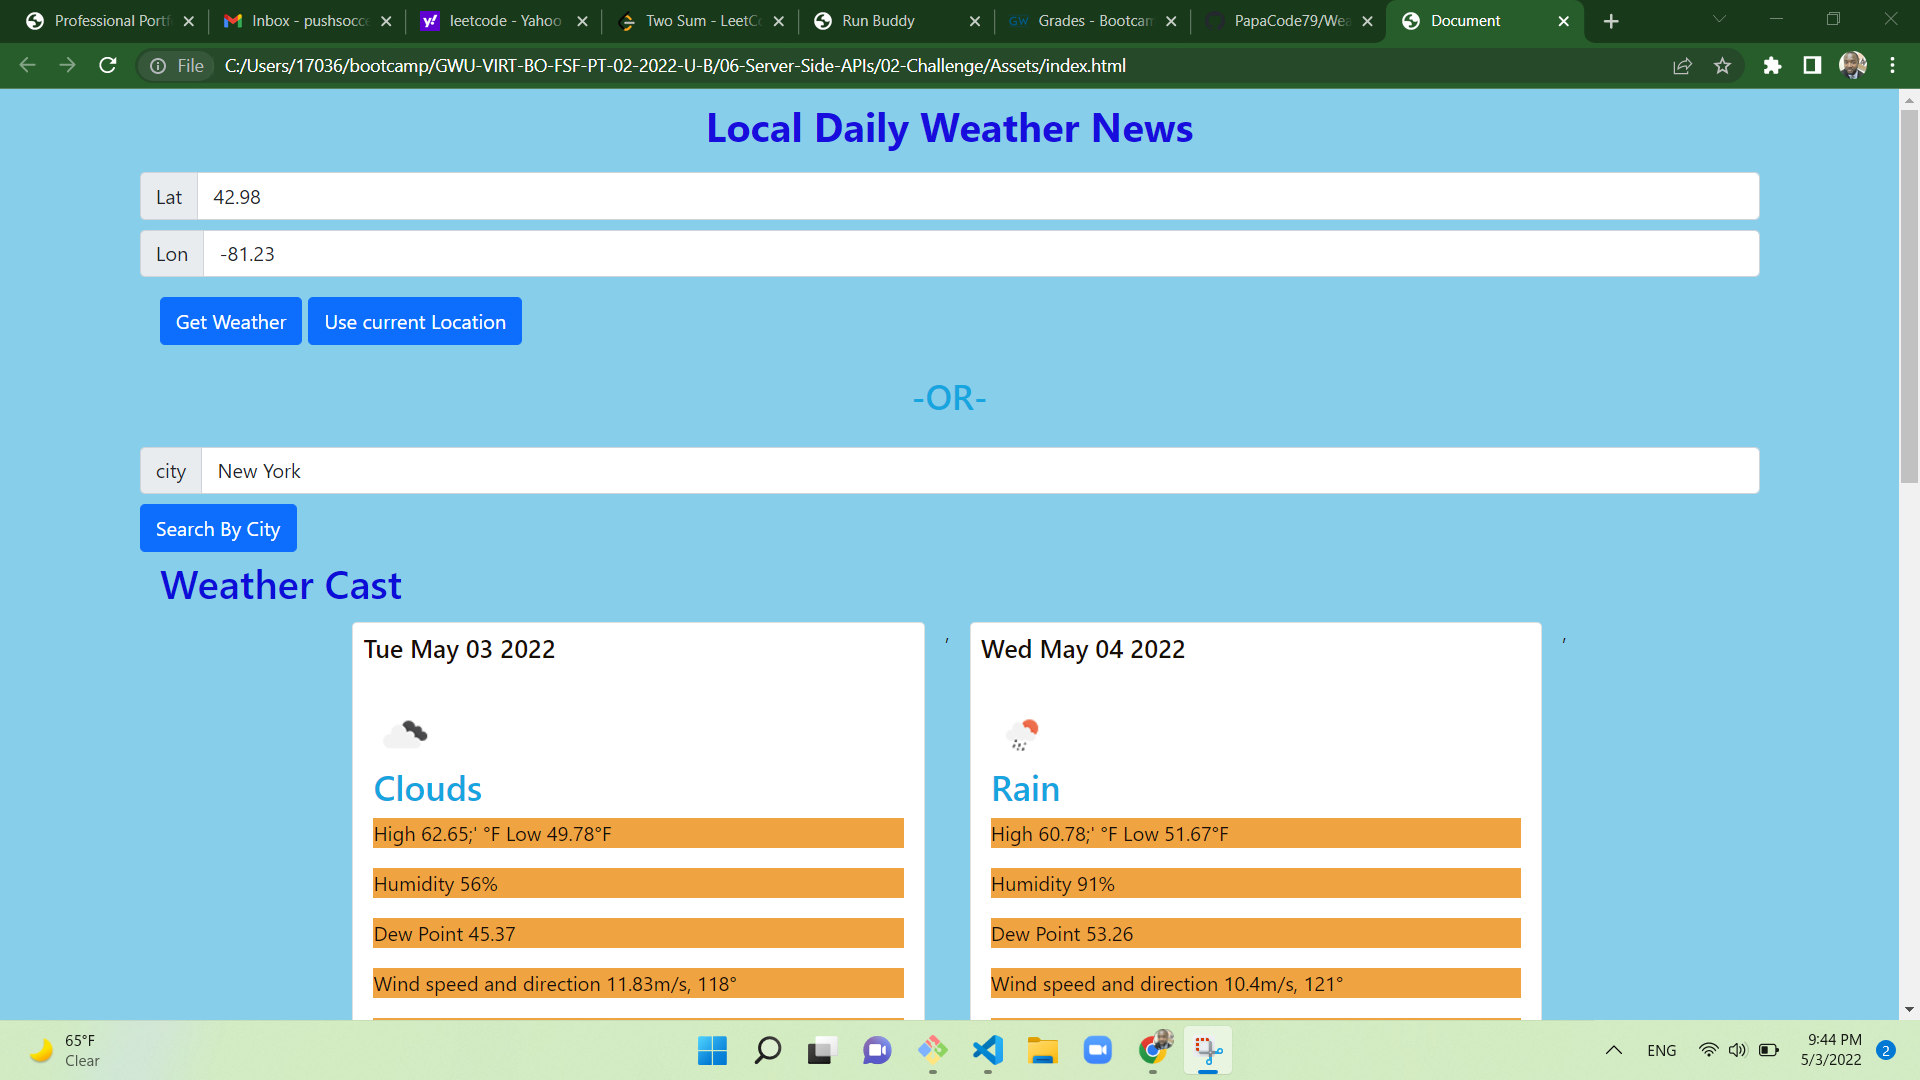 Professional Portf
Inbox - pushsocce
leetcode - Yahoo
Two Sum - LeetCo
Run Buddy
GW Grades - Bootcam
PapaCode79/Wea
Document
File C:/Users/17036/bootcamp/GWU-VIRT-BO-FSF-PT-02-2022-U-B/06-Server-Side-APIs/02-Challenge/Assets/index.html
Local Daily Weather News
Lat 42.98
Lon -81.23
Get Weather Use current Location
-OR-
city New York
Search By City
Weather Cast
Tue May 03 2022
Clouds
High 62.65;' °F Low 49.78°F
Humidity 56%
Dew Point 45.37
Wind speed and direction 11.83m/s, 118°
,
Wed May 04 2022
Rain
High 60.78;' °F Low 51.67°F
Humidity 91%
Dew Point 53.26
Wind speed and direction 10.4m/s, 121°
,
65°F
Clear
ENG
9:44 PM
5/3/2022
2